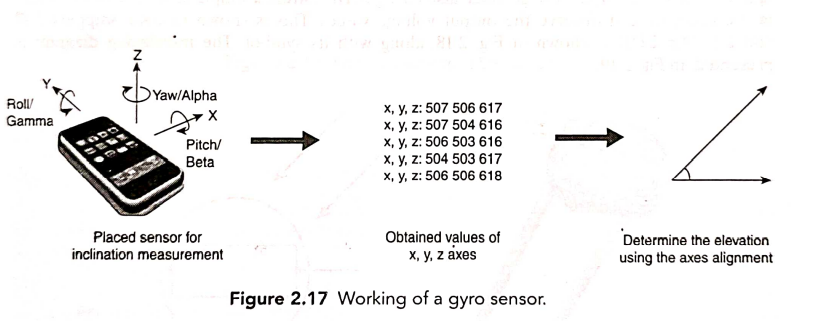 Z
Y
Yaw/Alpha
Roll/
Gamma
X
Pitch/
Beta
x, y, z: 507 506 617
x, y, z: 507 504 616
x, y, z: 506 503 616
x, y, z: 504 503 617
x, y, z: 506 506 618
Placed sensor for
inclination measurement
Obtained values of
x, y, z axes
Determine the elevation
using the axes alignment
Figure 2.17 Working of a gyro sensor.